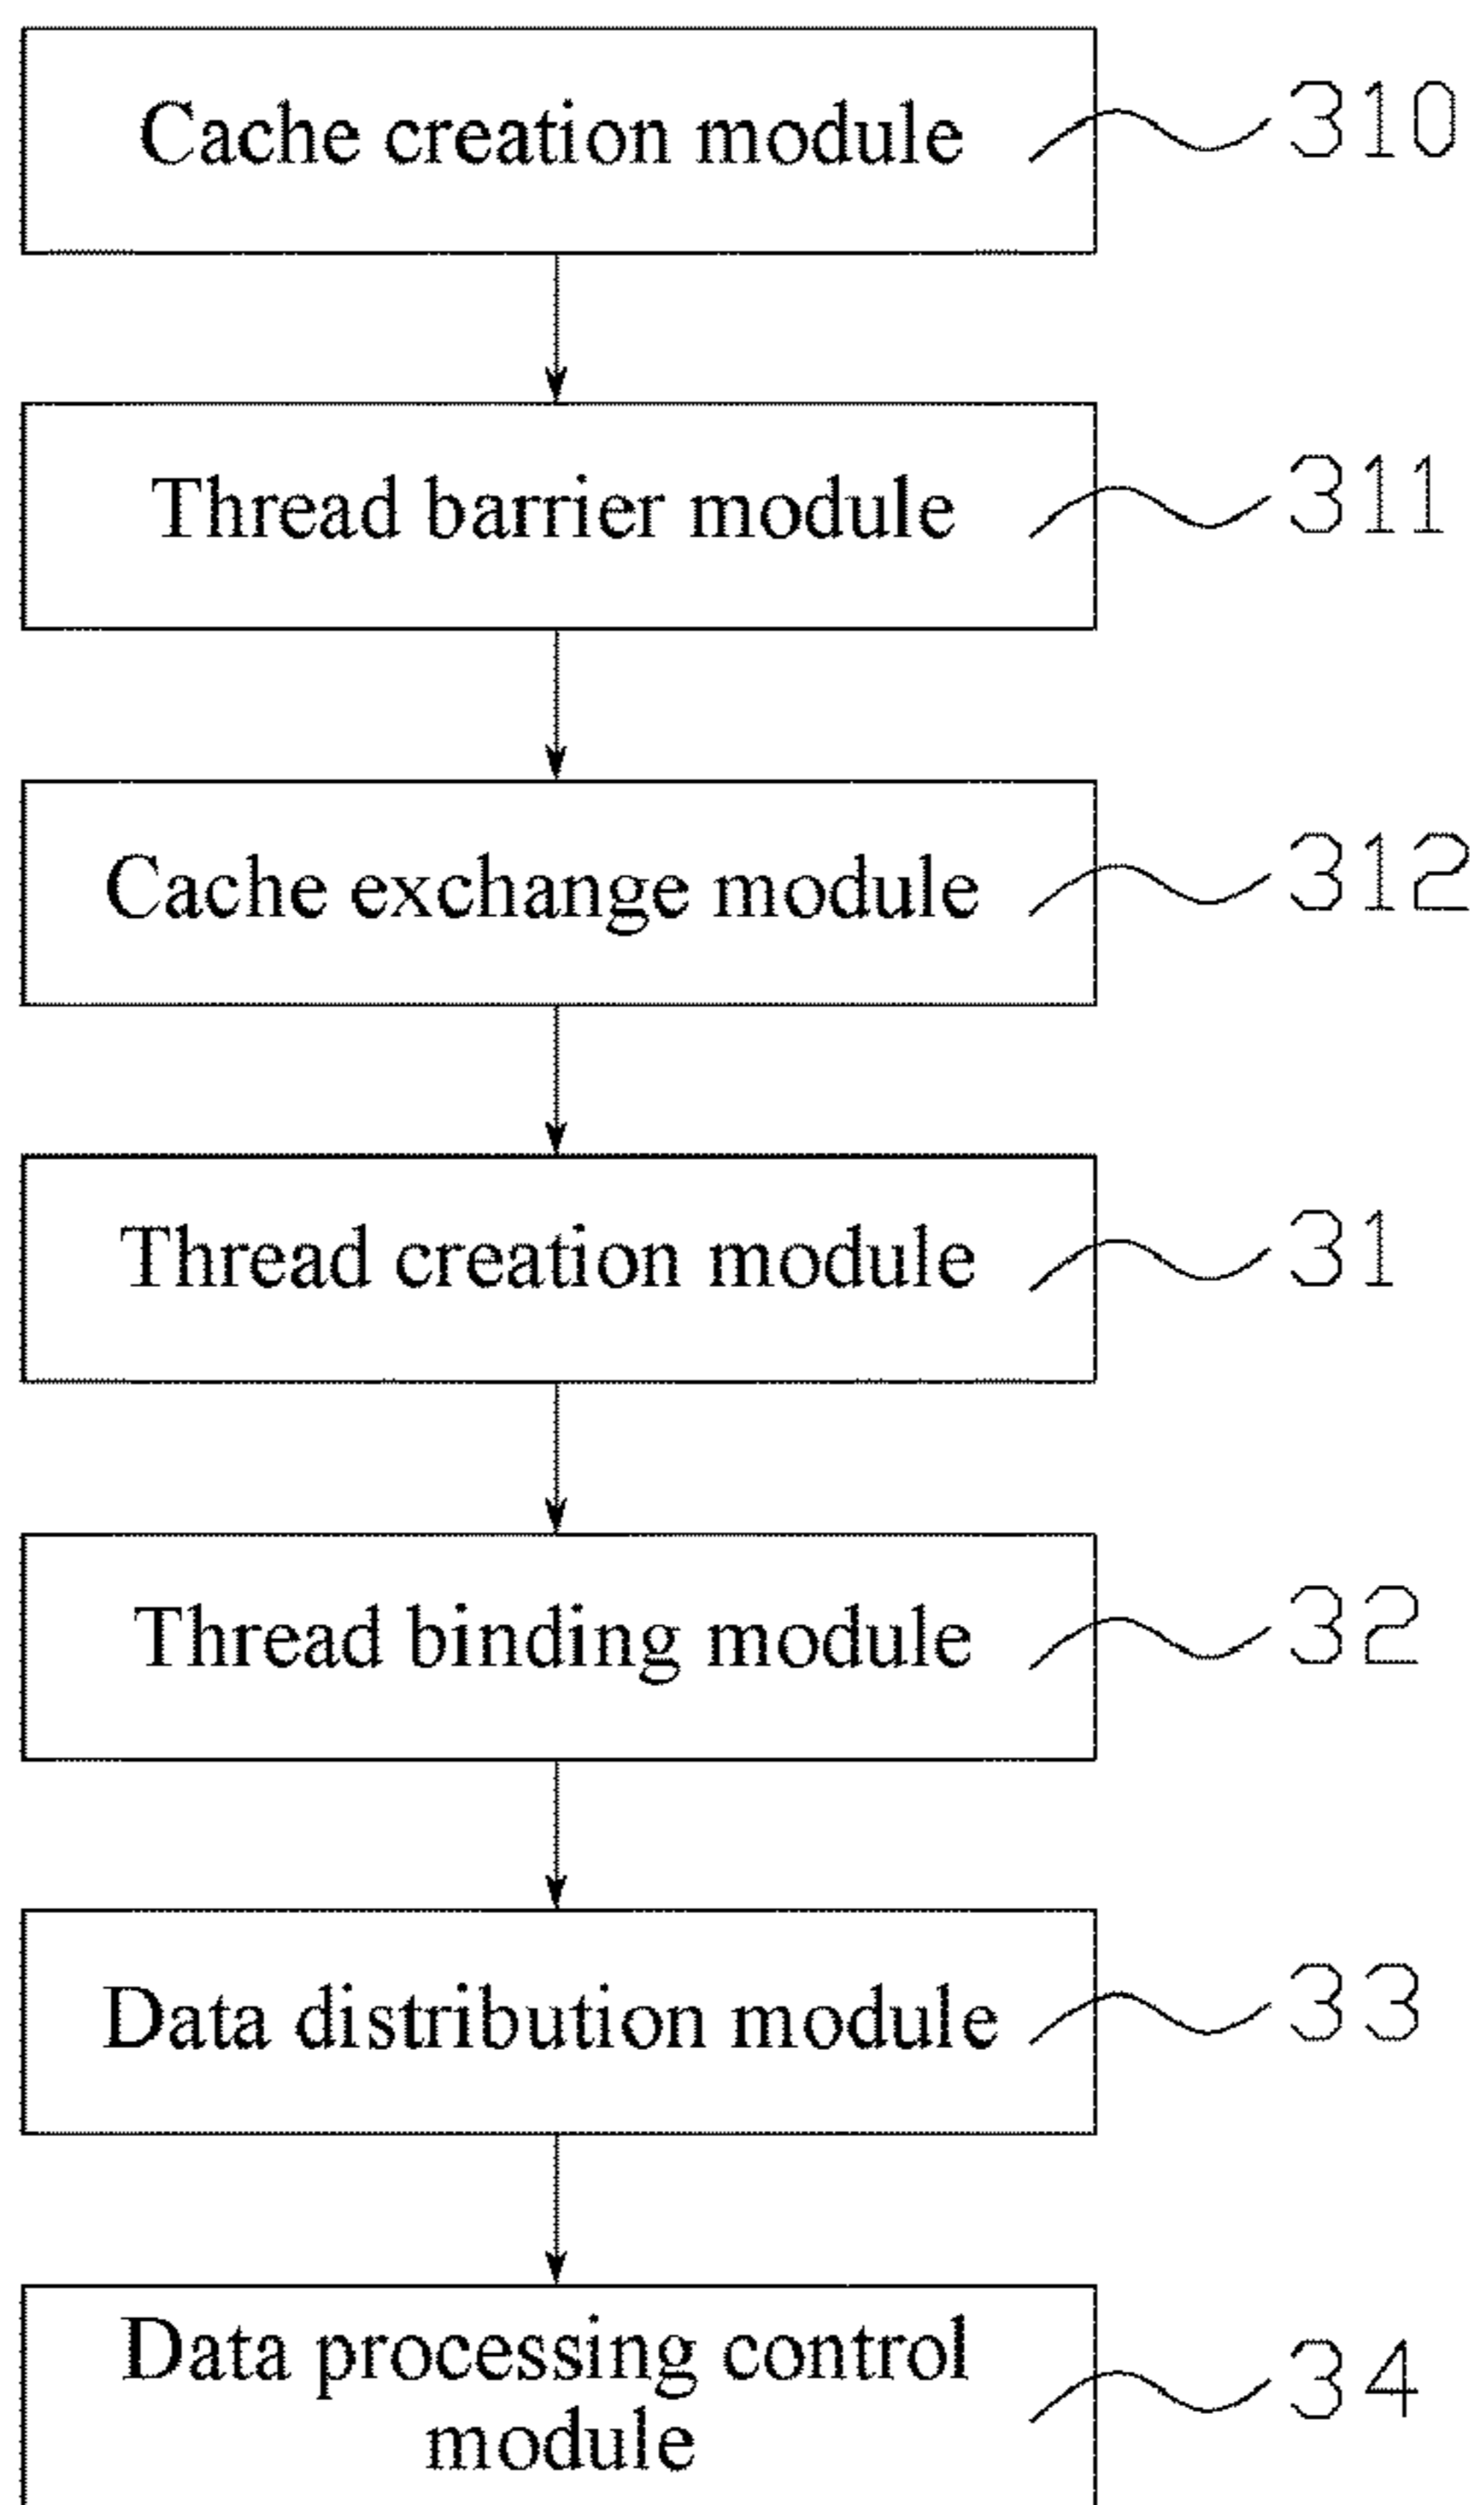 Cache creation module 310
Thread barrier module 311
Cache exchange module 312
Thread creation module 31
Thread binding module 32
Data distribution module 33
Data processing control
module
34